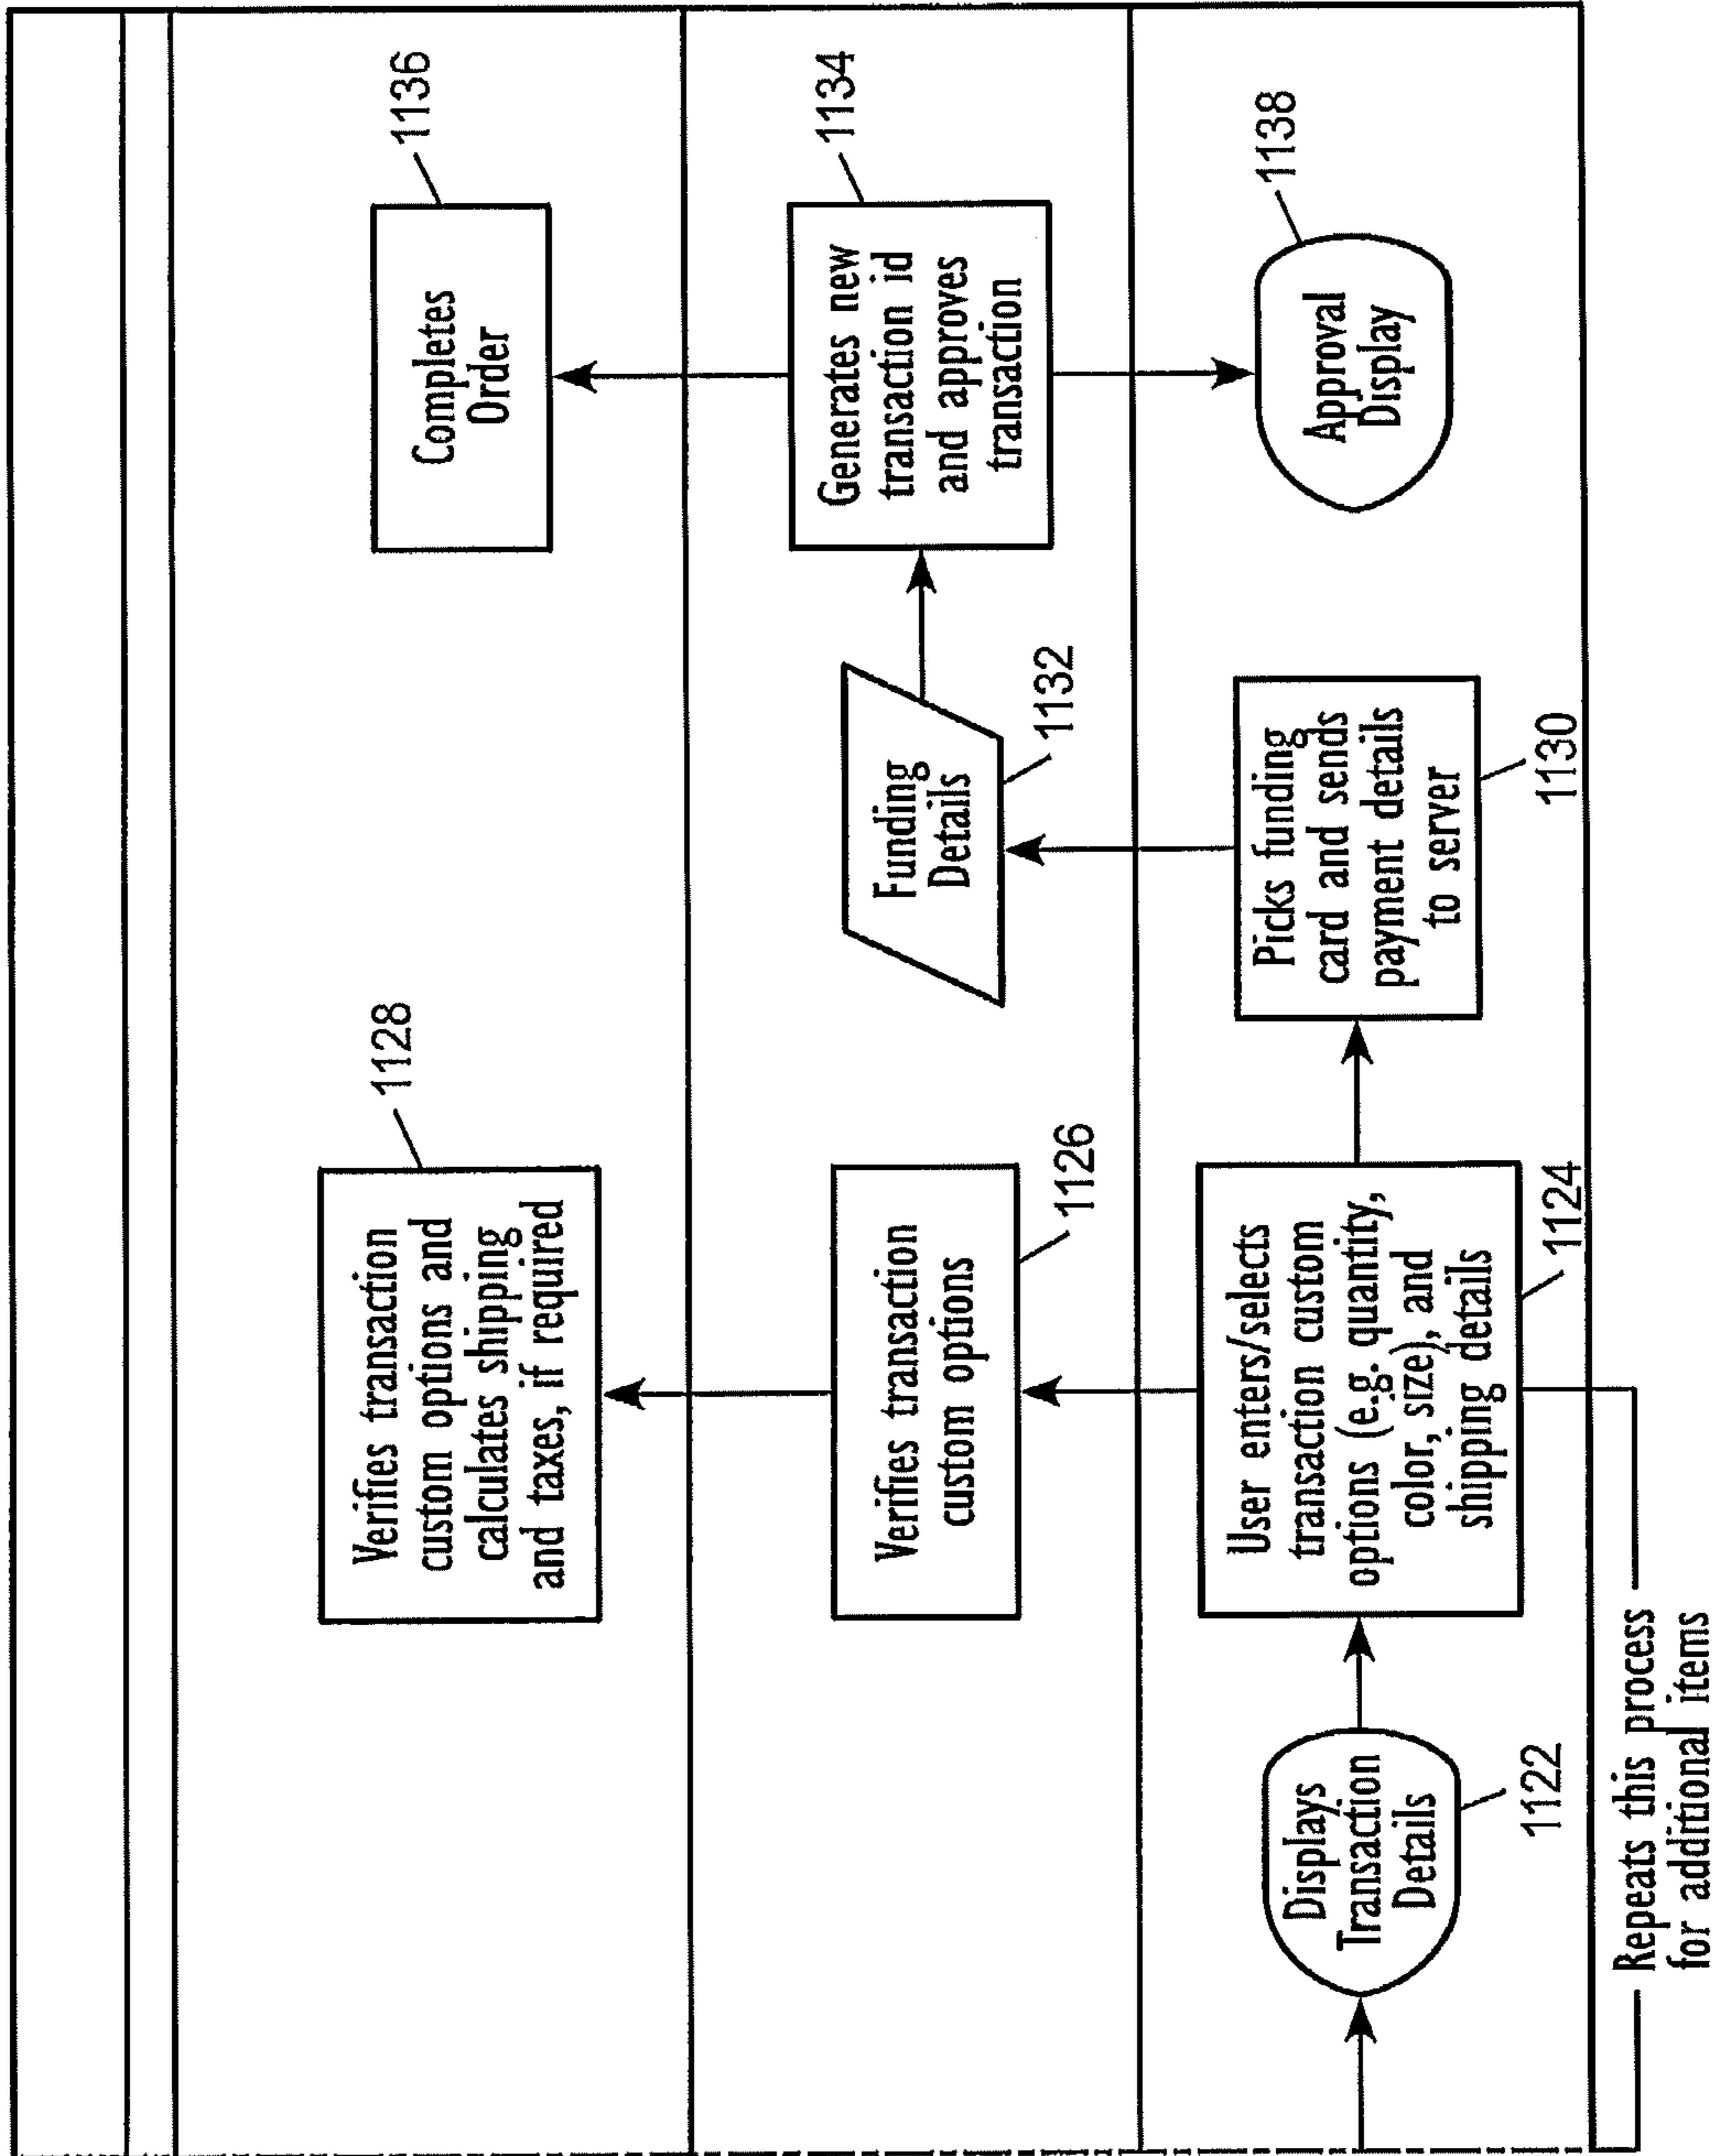 Verifies transaction
custom options and
calculates shipping
and taxes, if required
1128
Completes
Order
1136
Verifies transaction
custom options
1126
Funding
Details
1132
Generates new
transaction id
and approves
transaction
1134
Displays
Transaction
Details
1122
User enters/selects
transaction custom
options (e.g. quantity,
color, size), and
shipping details
1124
Picks funding
card and sends
payment details
to server
1130
Approval
Display
1138
Repeats this process
for additional items